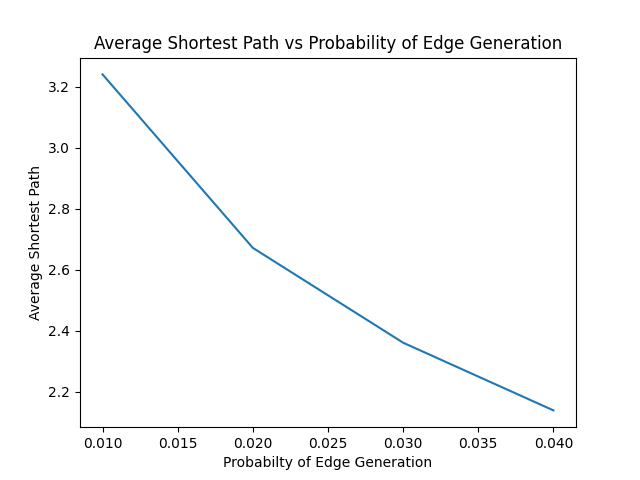 Average Shortest Path vs Probability of Edge Generation
Average Shortest Path
3.2
3.0
2.8
2.6
2.4
2.2
0.010 0.015 0.020 0.025 0.030 0.035 0.040
Probabilty of Edge Generation